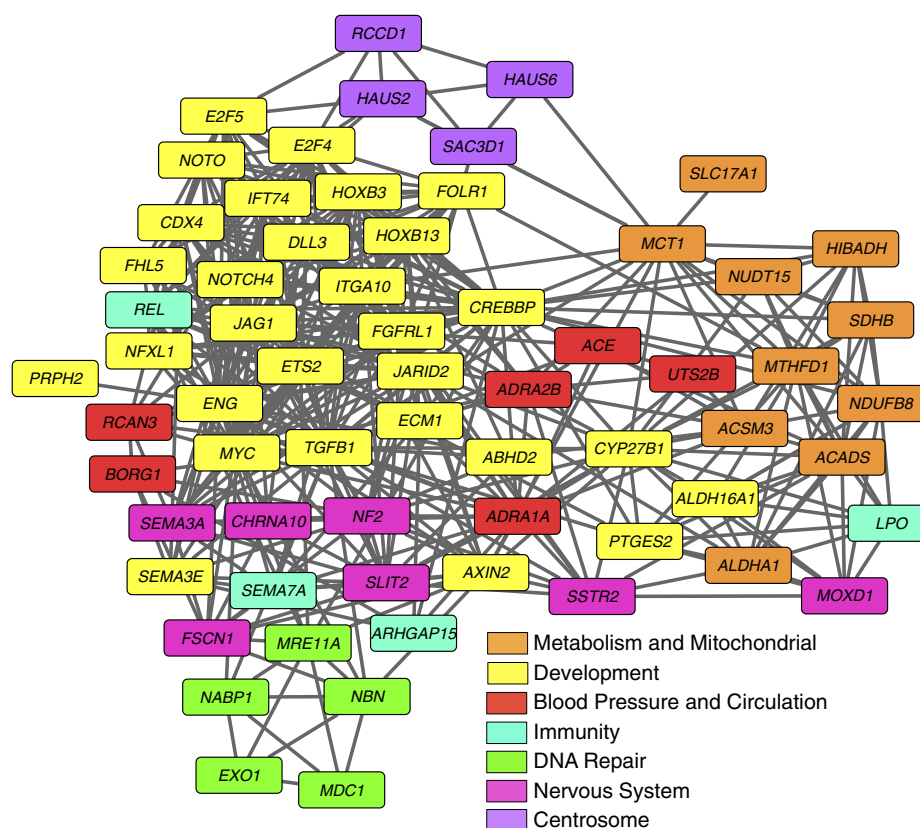 RCCD1
HAUS6
HAUS2
E2F5
E2F4
SAC3D1
NOTO
SLC17A1
IFT74
HOXB3
FOLR1
CDX4
DLL3
HOXB13
MCT1
HIBADH
FHL5
NOTCH4
ITGA10
NUDT15
REL
CREBBP
JAG1
FGFRL1
SDHB
NFXL1
ACE
ETS2
JARID2
UTS2B
MTHFD1
PRPH2
ENG
ADRA2B
NDUFB8
RCAN3
ECM1
ACSM3
MYC
TGFB1
ABHD2
CYP27B1
ACADS
BORG1
ALDH16A1
SEMA3A
CHRNA10
NF2
ADRA1A
LPO
PTGES2
SEMA3E
SEMA7A
SLIT2
AXIN2
ALDHA1
SSTR2
MOXD1
FSCN1
MRE11A
ARHGAP15
NABP1
NBN
EXO1
MDC1
Metabolism and Mitochondrial
Development
Blood Pressure and Circulation
Immunity
DNA Repair
Nervous System
Centrosome